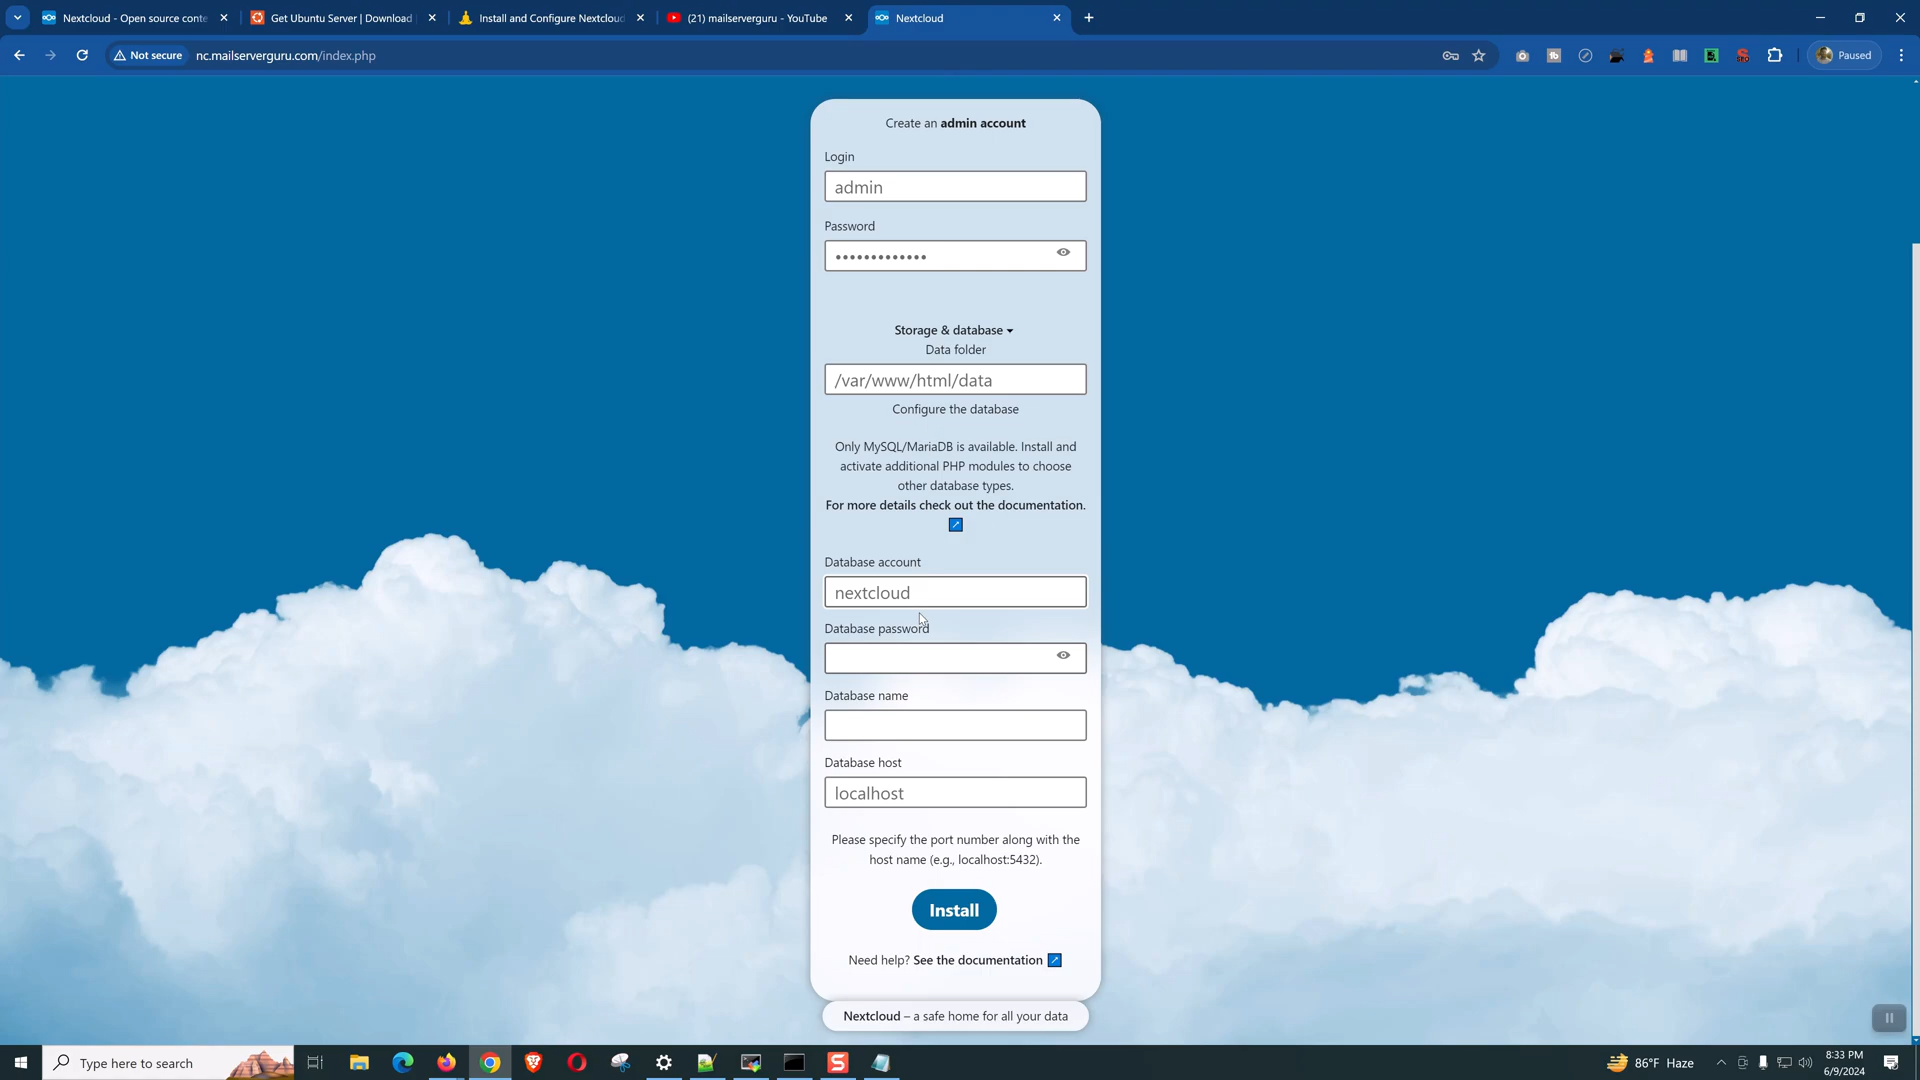 Nextcloud - Open source conte
Get Ubuntu Server | Download
Install and Configure Nextcloud
(21) mailserverguru - YouTube
Nextcloud
Not secure
nc.mailserverguru.com/index.php
Paused
Create an admin account
Login
admin
Password
Storage & database
Data folder
/var/www/html/data
Configure the database
Only MySQL/MariaDB is available. Install and
activate additional PHP modules to choose
other database types.
For more details check out the documentation.
Database account
nextcloud
Database password
Database name
Database host
localhost
Please specify the port number along with the
host name (e.g., localhost:5432).
Install
Need help? See the documentation
Nextcloud – a safe home for all your data
Type here to search
86°F Haze
8:33 PM
6/9/2024